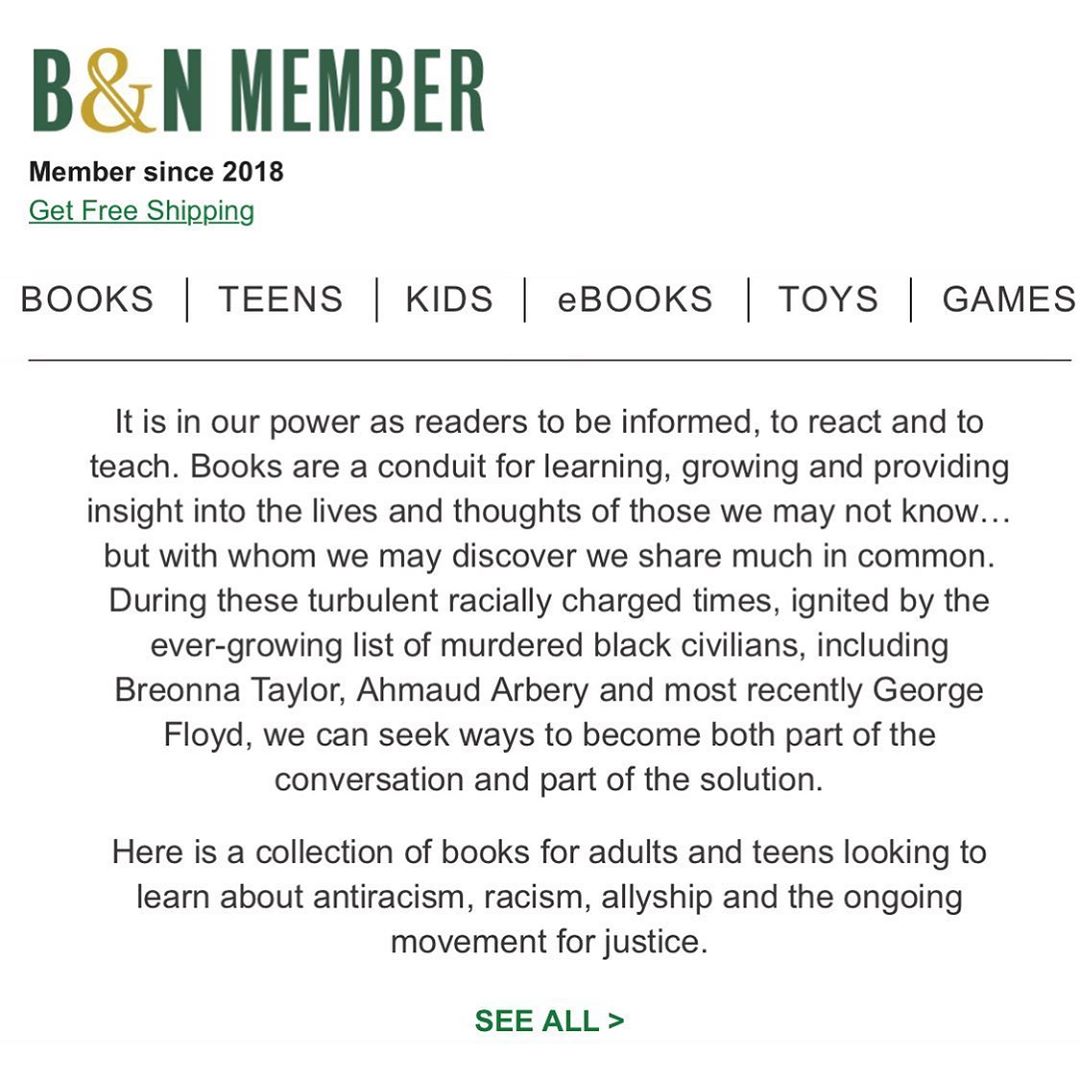 B&N MEMBER
Member since 2018
Get Free Shipping
BOOKS | TEENS | KIDS | eBOOKS | TOYS | GAMES
It is in our power as readers to be informed, to react and to
teach. Books are a conduit for learning, growing and providing
insight into the lives and thoughts of those we may not know…
but with whom we may discover we share much in common.
During these turbulent racially charged times, ignited by the
ever-growing list of murdered black civilians, including
Breonna Taylor, Ahmaud Arbery and most recently George
Floyd, we can seek ways to become both part of the
conversation and part of the solution.
Here is a collection of books for adults and teens looking to
learn about antiracism, racism, allyship and the ongoing
movement for justice.
SEE ALL >